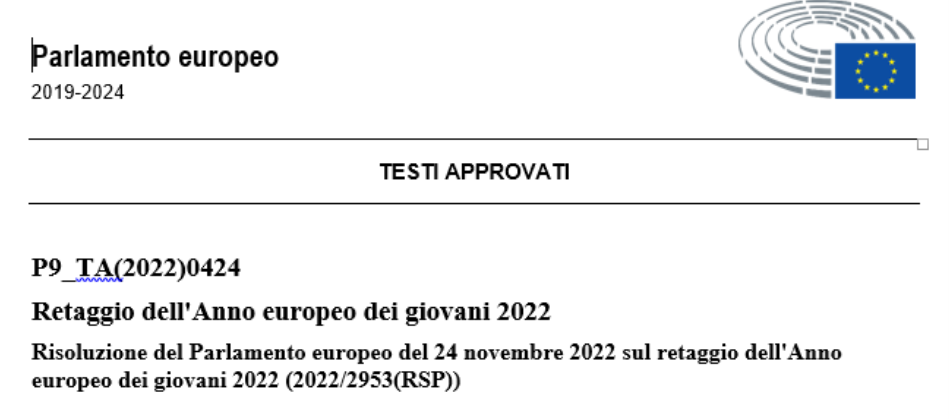 Parlamento europeo
2019-2024
TESTI APPROVATI
P9_TA(2022)0424
Retaggio dell'Anno europeo dei giovani 2022
Risoluzione del Parlamento europeo del 24 novembre 2022 sul retaggio dell'Anno
europeo dei giovani 2022 (2022/2953(RSP))